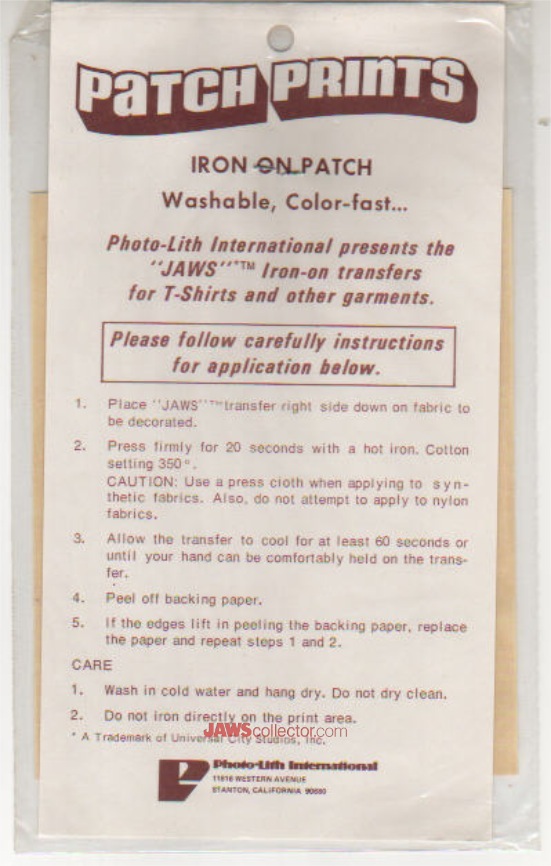 PATCH PRINTS
IRON ON PATCH
Washable, Color-fast...
Photo-Lith International presents the
"JAWS"*™ Iron-on transfers
for T-Shirts and other garments.
Please follow carefully instructions
for application below.
1. Place "JAWS"*™ transfer right side down on fabric to
be decorated.
2. Press firmly for 20 seconds with a hot iron. Cotton
setting 350°.
CAUTION: Use a press cloth when applying to syn-
thetic fabrics. Also, do not attempt to apply to nylon
fabrics.
3. Allow the transfer to cool for at least 60 seconds or
until your hand can be comfortably held on the trans-
fer.
4. Peel off backing paper.
5. If the edges lift in peeling the backing paper, replace
the paper and repeat steps 1 and 2.
CARE
1. Wash in cold water and hang dry. Do not dry clean.
2. Do not iron directly on the print area.
JAWScollector.com
* A Trademark of Universal City Studios, Inc.
Photo-Lith International
WESTERN AVENUE
STANTON, CALIFORNIA 90680